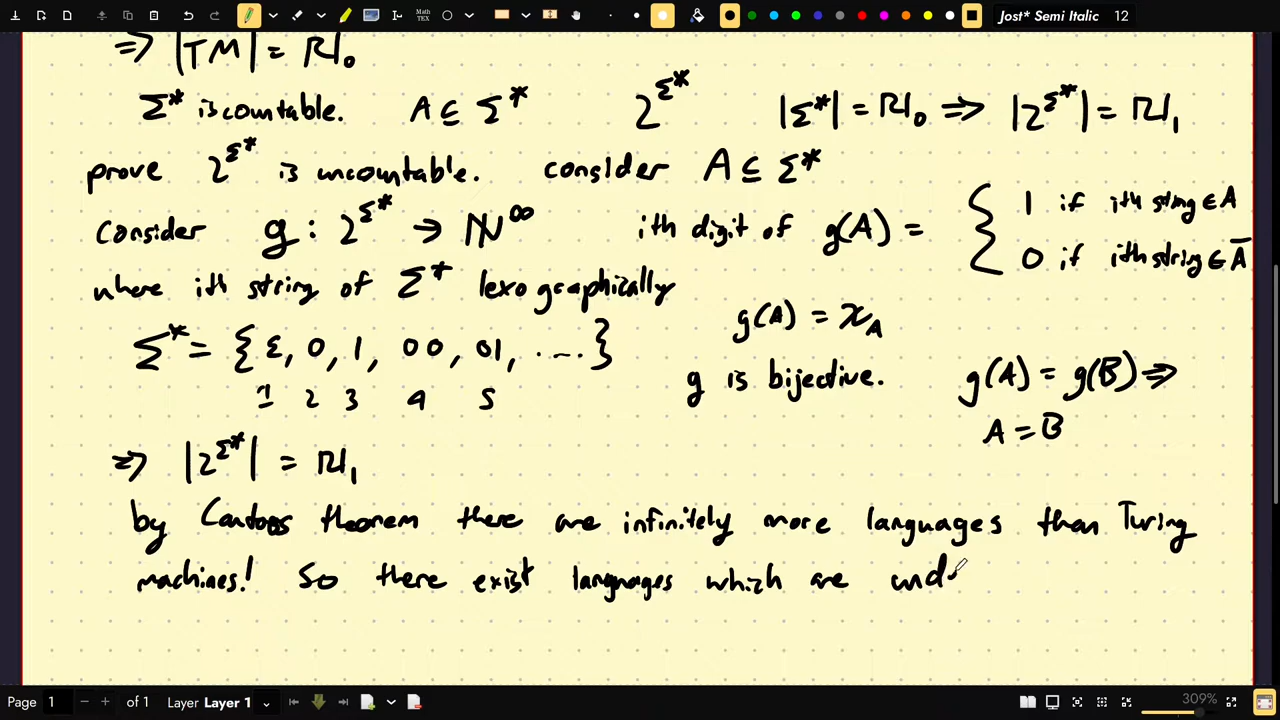 Jost* Semi Italic 12
⇒ |TM| = ℵ₀
Σ* is countable. A ⊆ Σ* 2^Σ* |Σ*| = ℵ₀ ⇒ |2^Σ*| = ℵ₁
prove 2^Σ* is uncountable. consider A ⊆ Σ*
Consider g : 2^Σ* → ℕ^∞ ith digit of g(A) = { 1 if ith string ∈ A
0 if ith string ∈ Ā
where ith string of Σ* lexographically
g(A) = χ_A
Σ* = {ε, 0, 1, 00, 01, ....}
1 2 3 4 5
g is bijective. g(A) = g(B) ⇒
A = B
⇒ |2^Σ*| = ℵ₁
by Cantors theorem there are infinitely more languages than Turing
machines! So there exist languages which are und
Page 1 of 1 Layer Layer 1 309%